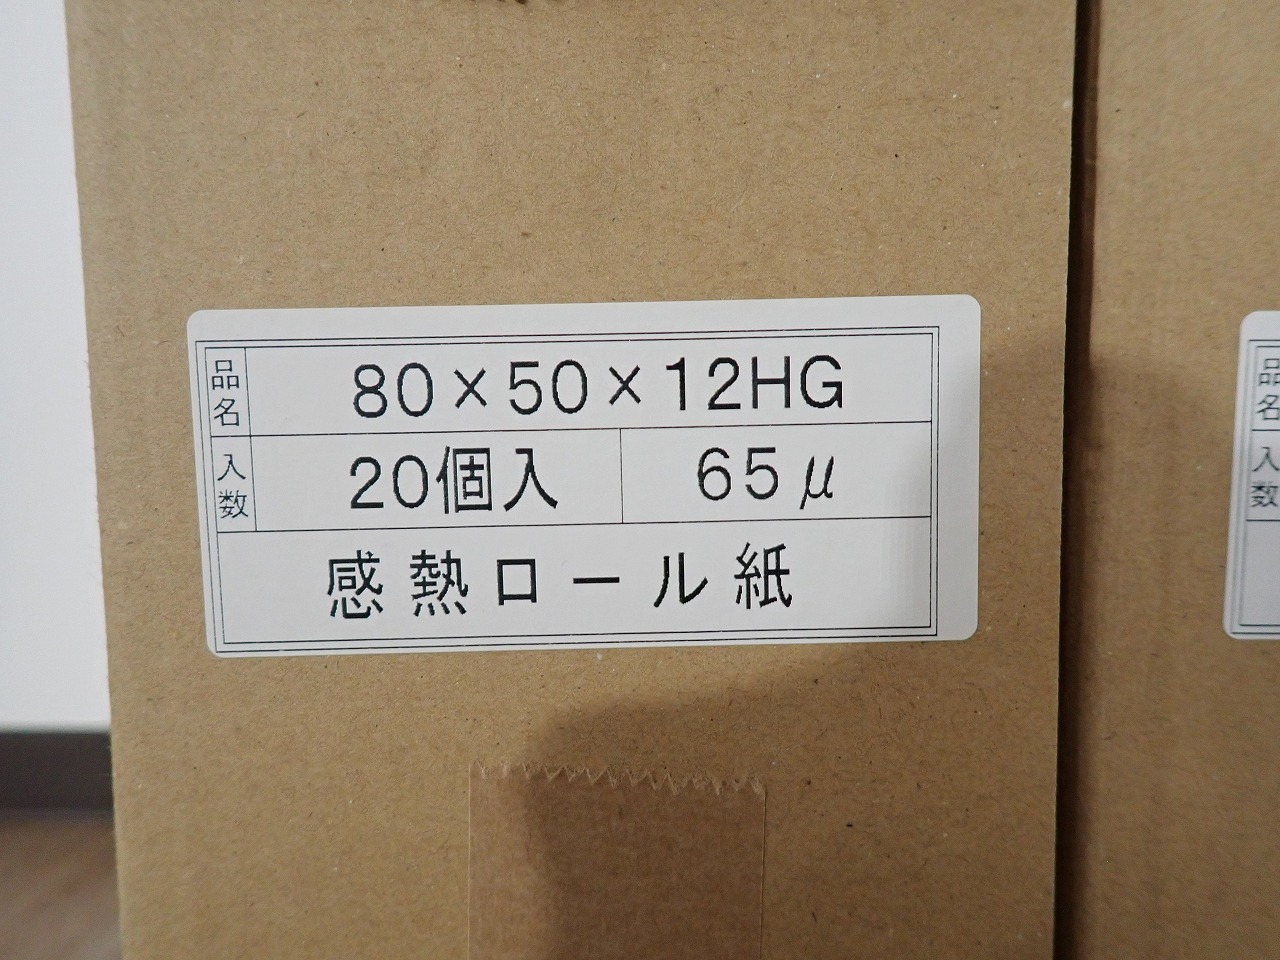 品名 80×50×12HG
入数 20個入 65μ
感熱ロール紙
品名
入数